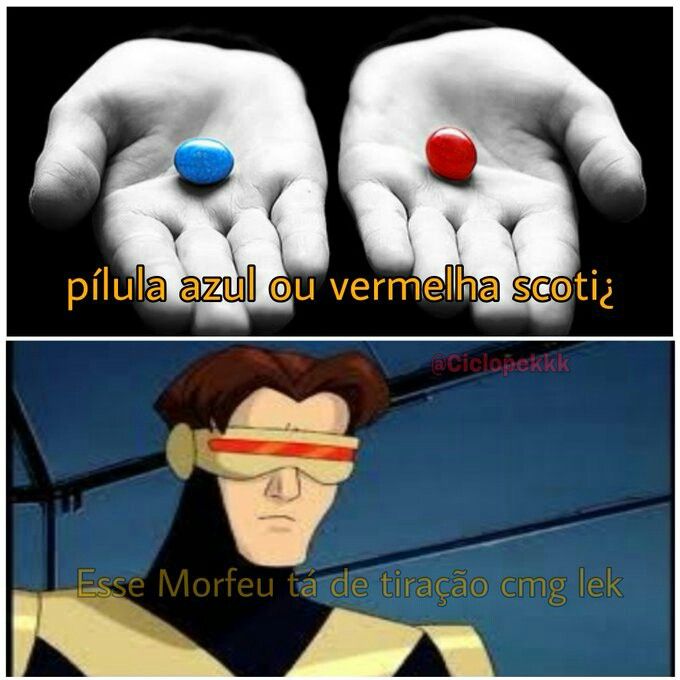 pílula azul ou vermelha scoti¿
@Ciclopekkk
Esse Morfeu tá de tiração cmg lek